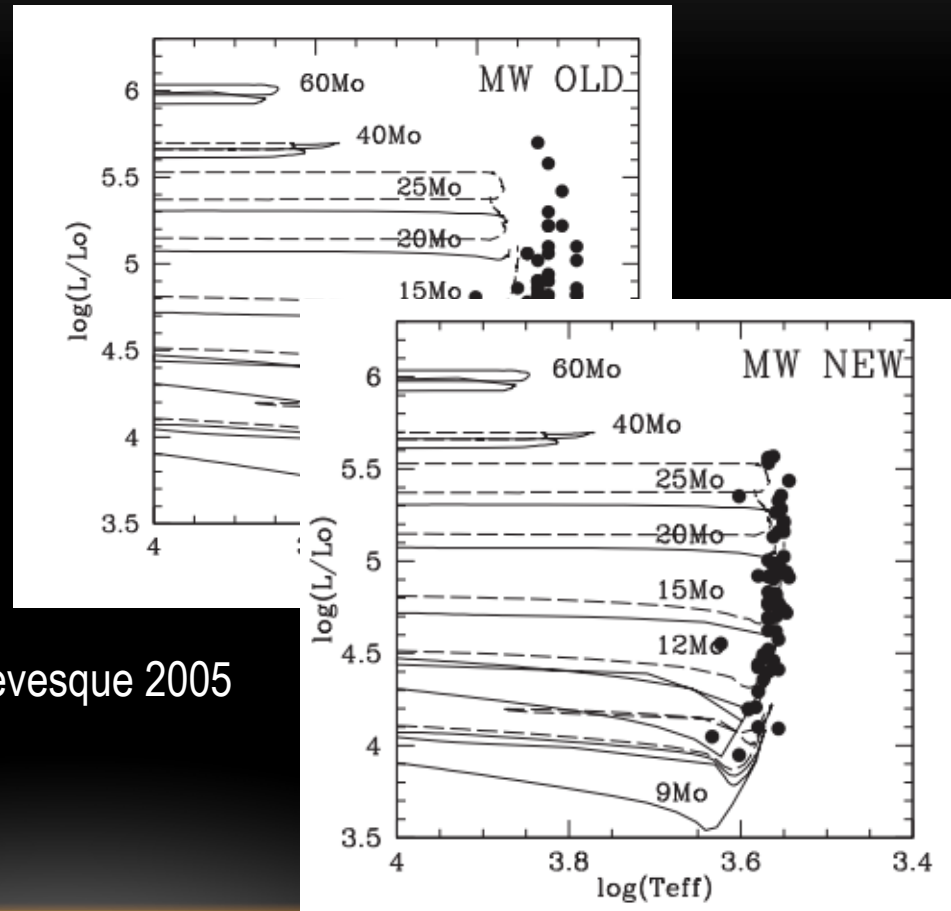 MW OLD
60Mo
40Mo
25Mo
20Mo
15Mo
6
5.5
5
4.5
4
3.5
log(L/Lo)
4
MW NEW
60Mo
40Mo
25Mo
20Mo
15Mo
12Mo
9Mo
6
5.5
5
4.5
4
3.5
log(L/Lo)
4 3.8 3.6 3.4
log(Teff)
evesque 2005